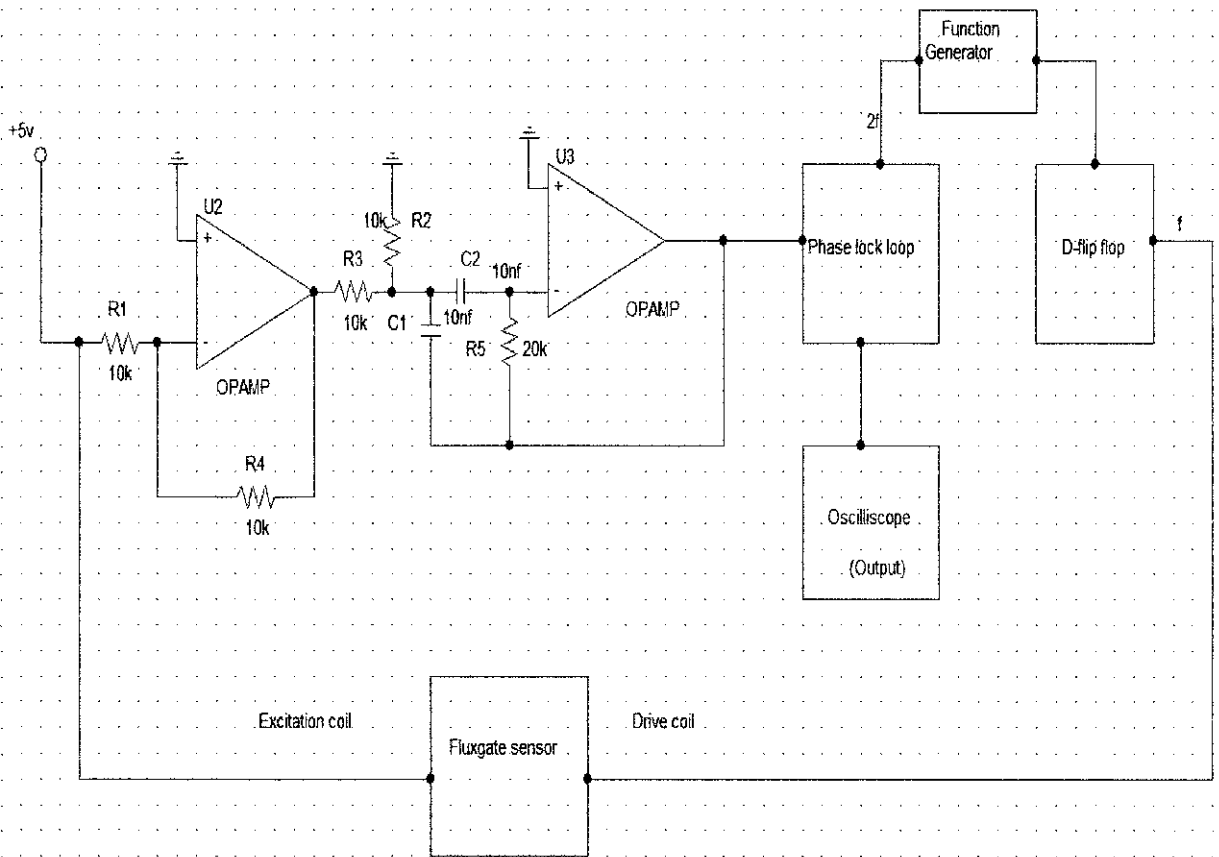 Function
Generator
2f
+5v
U2
+
-
R1
10k
OPAMP
R4
10k
R3
10k
10k
R2
C1
10nf
C2
10nf
R5
20k
U3
+
-
OPAMP
Phase lock loop
D-flip flop
f
Oscilliscope
(Output)
Excitation coil
Fluxgate sensor
Drive coil